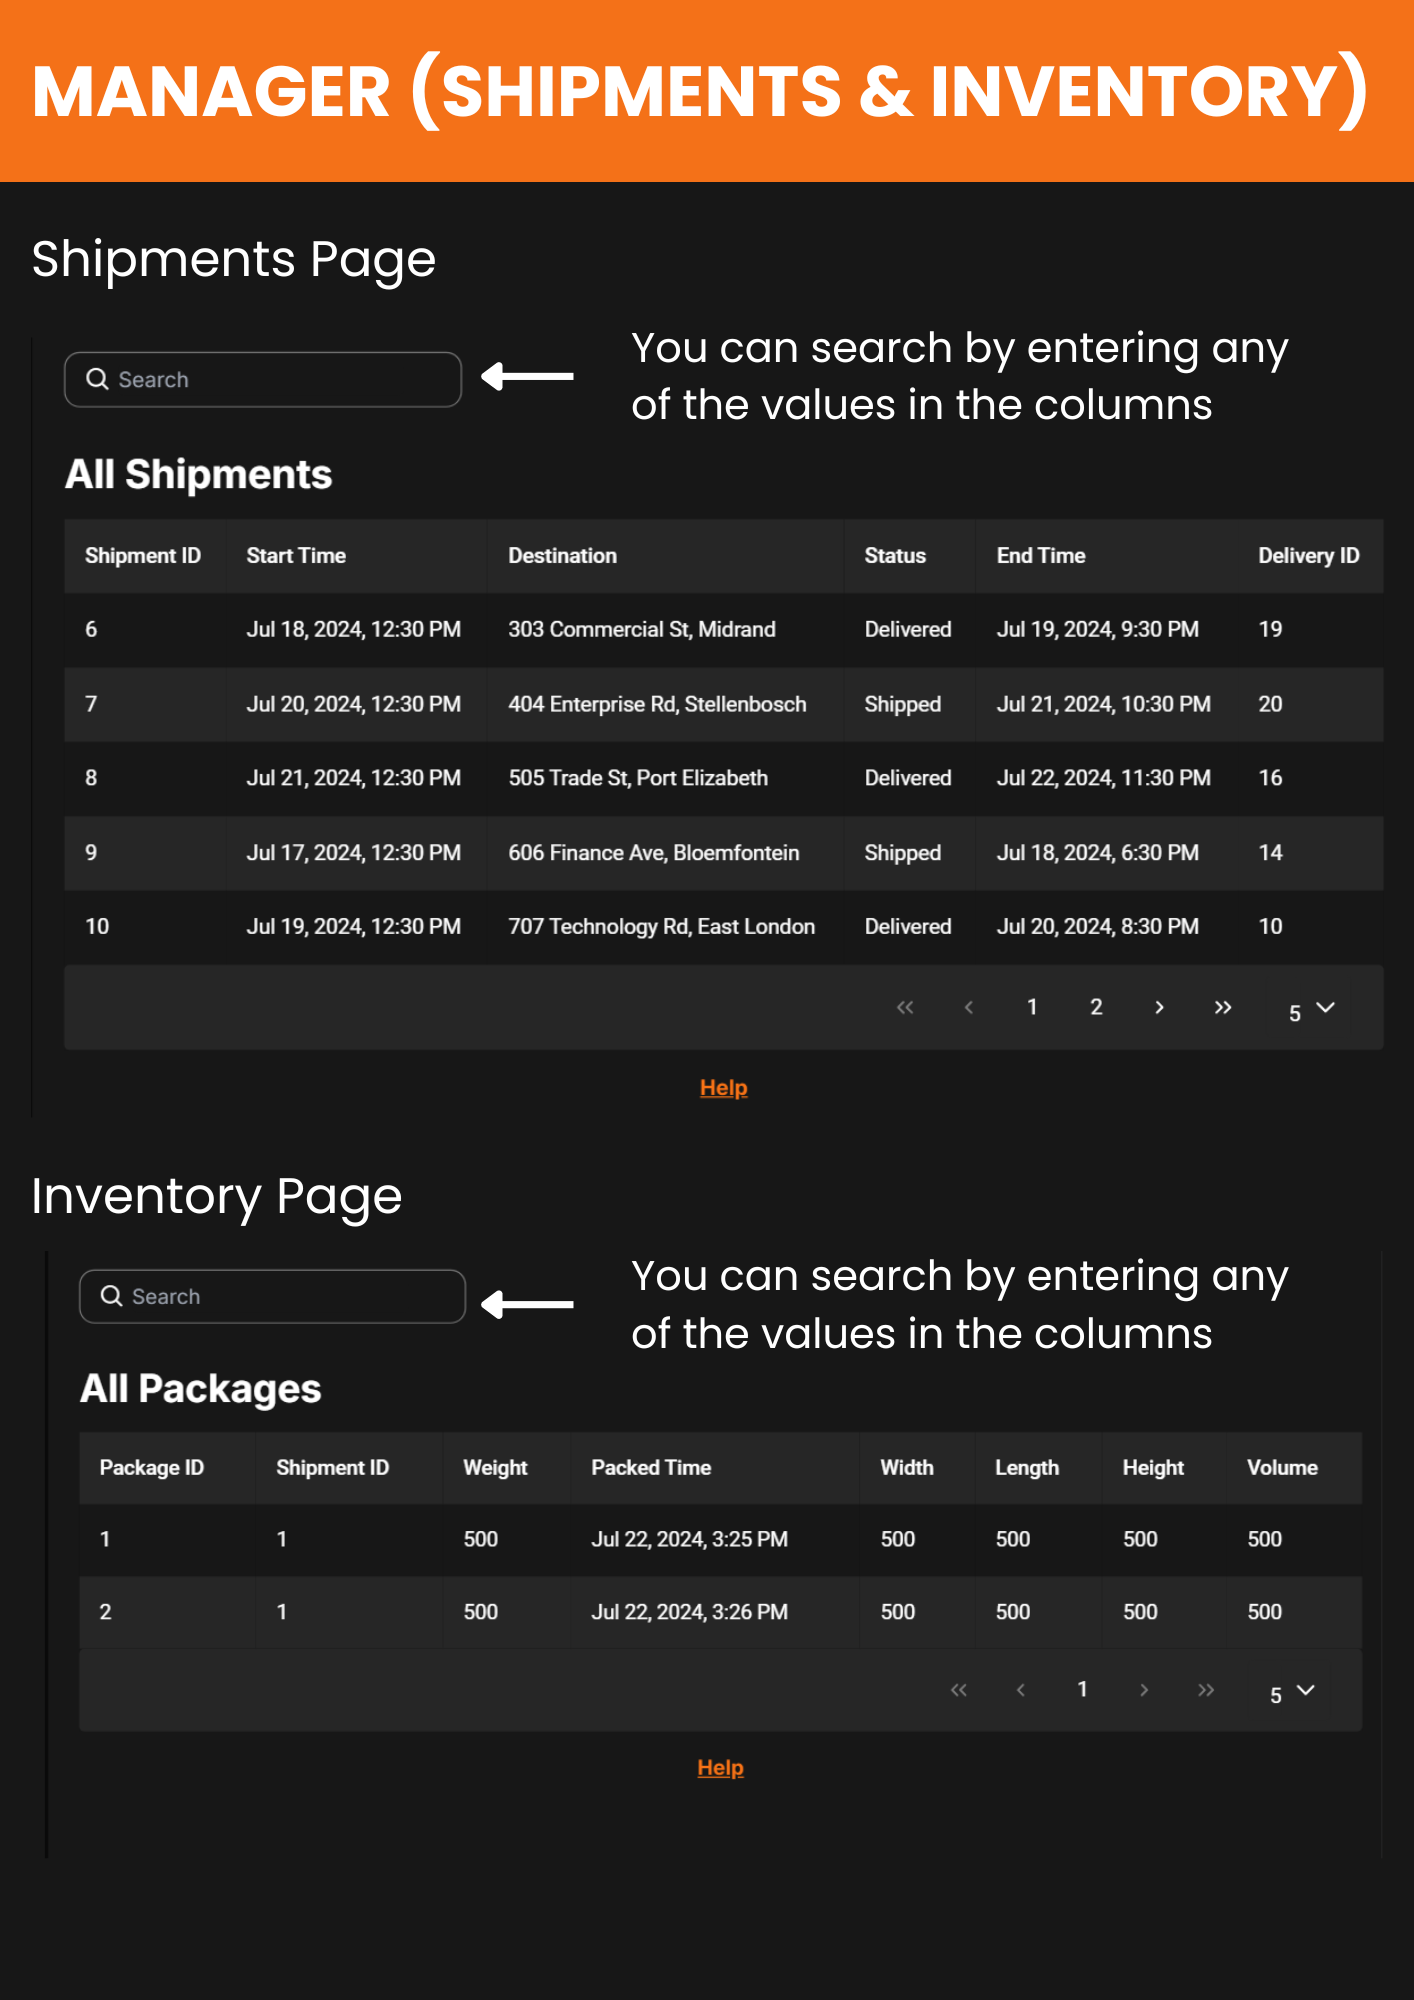 MANAGER (SHIPMENTS & INVENTORY)
Shipments Page
Search
You can search by entering any
of the values in the columns
All Shipments
Shipment ID Start Time Destination Status End Time Delivery ID
6 Jul 18, 2024, 12:30 PM 303 Commercial St, Midrand Delivered Jul 19, 2024, 9:30 PM 19
7 Jul 20, 2024, 12:30 PM 404 Enterprise Rd, Stellenbosch Shipped Jul 21, 2024, 10:30 PM 20
8 Jul 21, 2024, 12:30 PM 505 Trade St, Port Elizabeth Delivered Jul 22, 2024, 11:30 PM 16
9 Jul 17, 2024, 12:30 PM 606 Finance Ave, Bloemfontein Shipped Jul 18, 2024, 6:30 PM 14
10 Jul 19, 2024, 12:30 PM 707 Technology Rd, East London Delivered Jul 20, 2024, 8:30 PM 10
« ‹ 1 2 › » 5
Help
Inventory Page
Search
You can search by entering any
of the values in the columns
All Packages
Package ID Shipment ID Weight Packed Time Width Length Height Volume
1 1 500 Jul 22, 2024, 3:25 PM 500 500 500 500
2 1 500 Jul 22, 2024, 3:26 PM 500 500 500 500
« ‹ 1 › » 5
Help